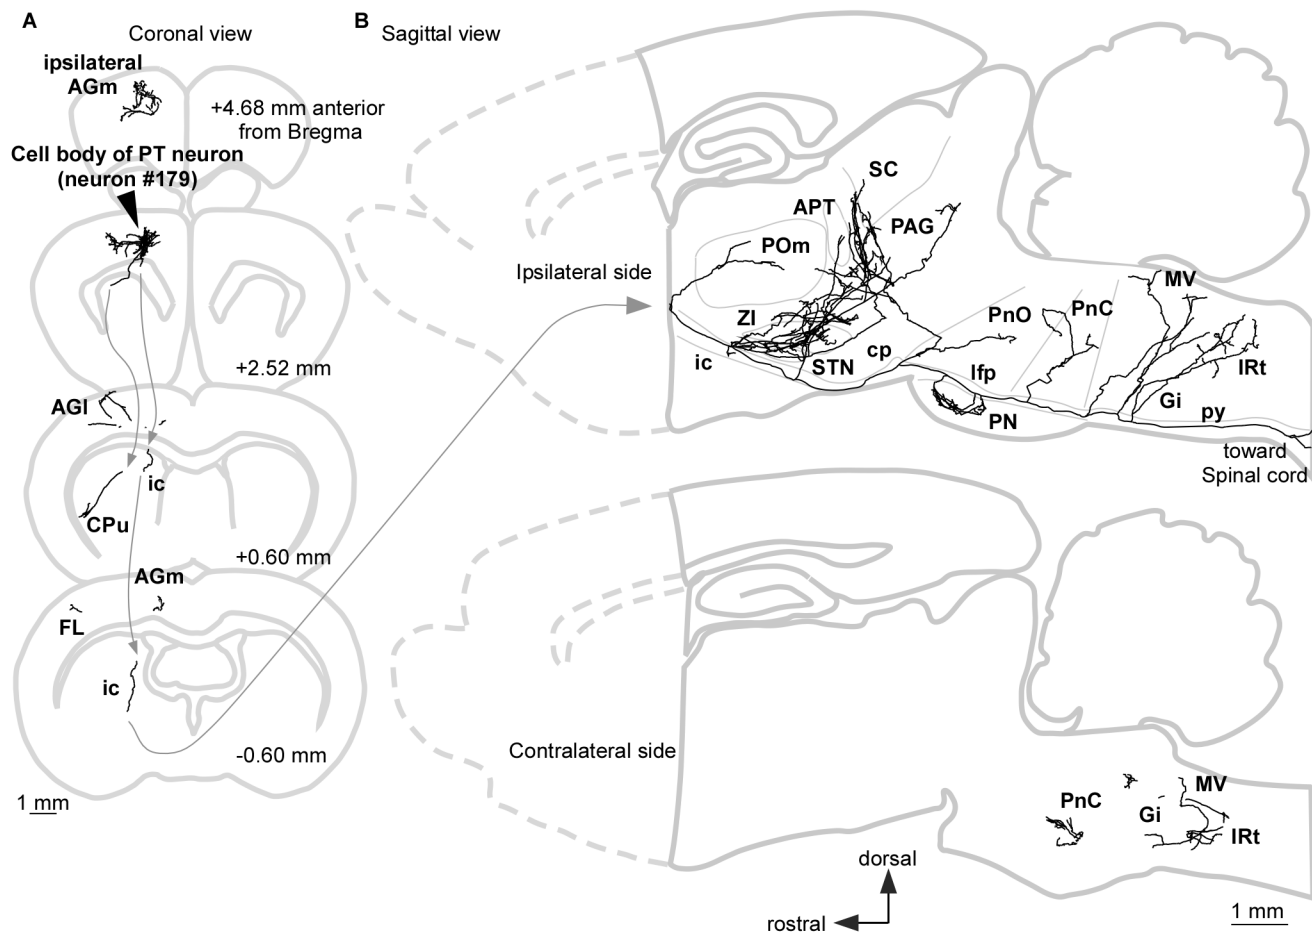 A
Coronal view
ipsilateral
AGm
+4.68 mm anterior
from Bregma
Cell body of PT neuron
(neuron #179)
+2.52 mm
AGl
ic
CPu
+0.60 mm
AGm
FL
ic
-0.60 mm
1 mm
B
Sagittal view
Ipsilateral side
SC
APT
PAG
POm
MV
ZI
PnO
PnC
ic
STN
cp
lfp
IRt
Gi
PN
py
toward
Spinal cord
Contralateral side
MV
PnC
Gi
IRt
dorsal
rostral
1 mm